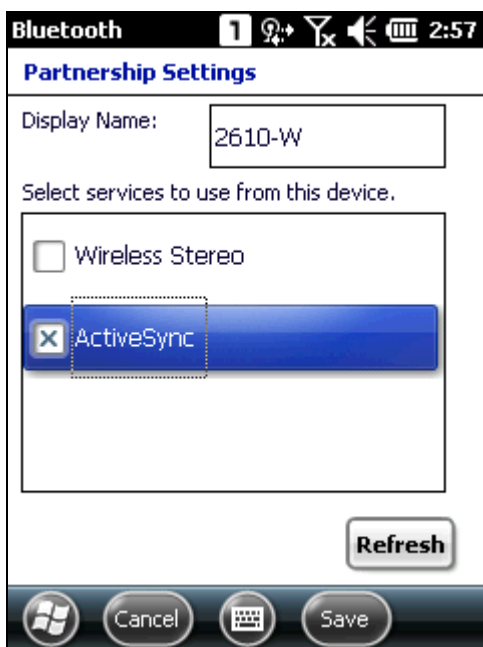 Bluetooth 1 2:57
Partnership Settings
Display Name: 2610-W
Select services to use from this device.
Wireless Stereo
ActiveSync
Refresh
Cancel Save